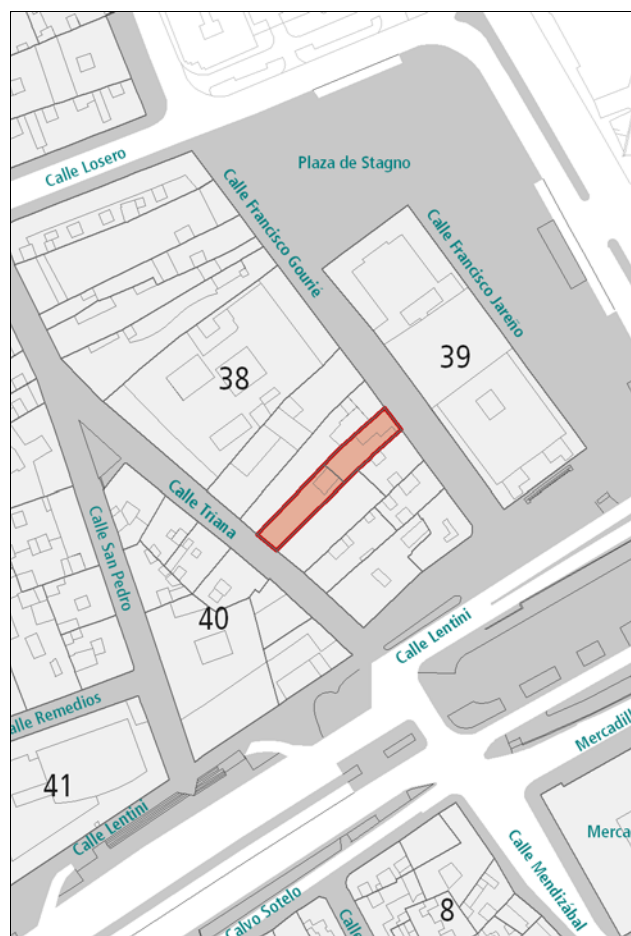 Calle Losero
Plaza de Stagno
Calle Francisco Gourié
Calle Francisco Jareño
39
38
Calle Triana
Calle San Pedro
40
Calle Lentini
alle Remedios
Mercadill
41
Calle Lentini
Merca
Calle Mendizábal
8
Calvo Sotelo
Calle